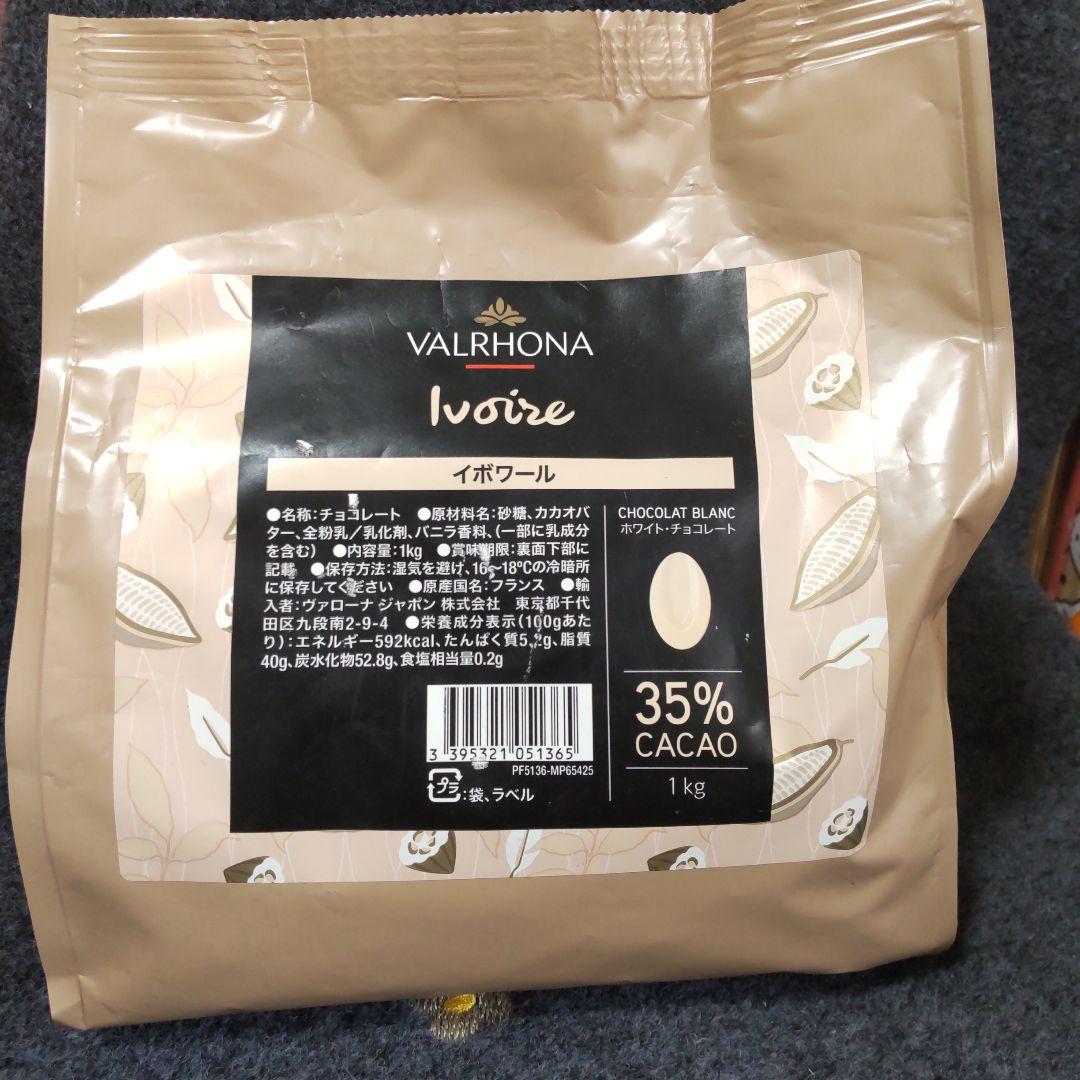 VALRHONA
Ivoire
イボワール
●名称:チョコレート ●原材料名:砂糖、カカオバ
ター、全粉乳/乳化剤、バニラ香料、(一部に乳成分
を含む) ●内容量:1kg ●賞味期限:裏面下部に
記載 ●保存方法:湿気を避け、16~18℃の冷暗所
に保存してください ●原産国名:フランス ●輸
入者:ヴァローナ ジャポン 株式会社 東京都千代
田区九段南2-9-4 ●栄養成分表示(100gあた
り):エネルギー592kcal、たんぱく質5.2g、脂質
40g、炭水化物52.8g、食塩相当量0.2g
3 395321 051365
PF5136-MP65425
プラ:袋、ラベル
CHOCOLAT BLANC
ホワイト・チョコレート
35%
CACAO
1kg